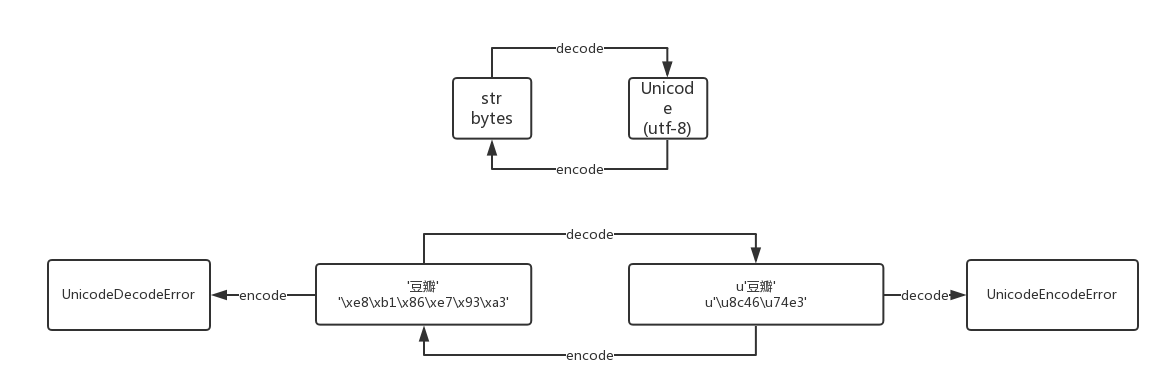 decode
str
bytes
Unicod
e
(utf-8)
encode
decode
UnicodeDecodeError
encode
'豆瓣'
'\xe8\xb1\x86\xe7\x93\xa3'
u'豆瓣'
u'\u8c46\u74e3'
decode
UnicodeEncodeError
encode